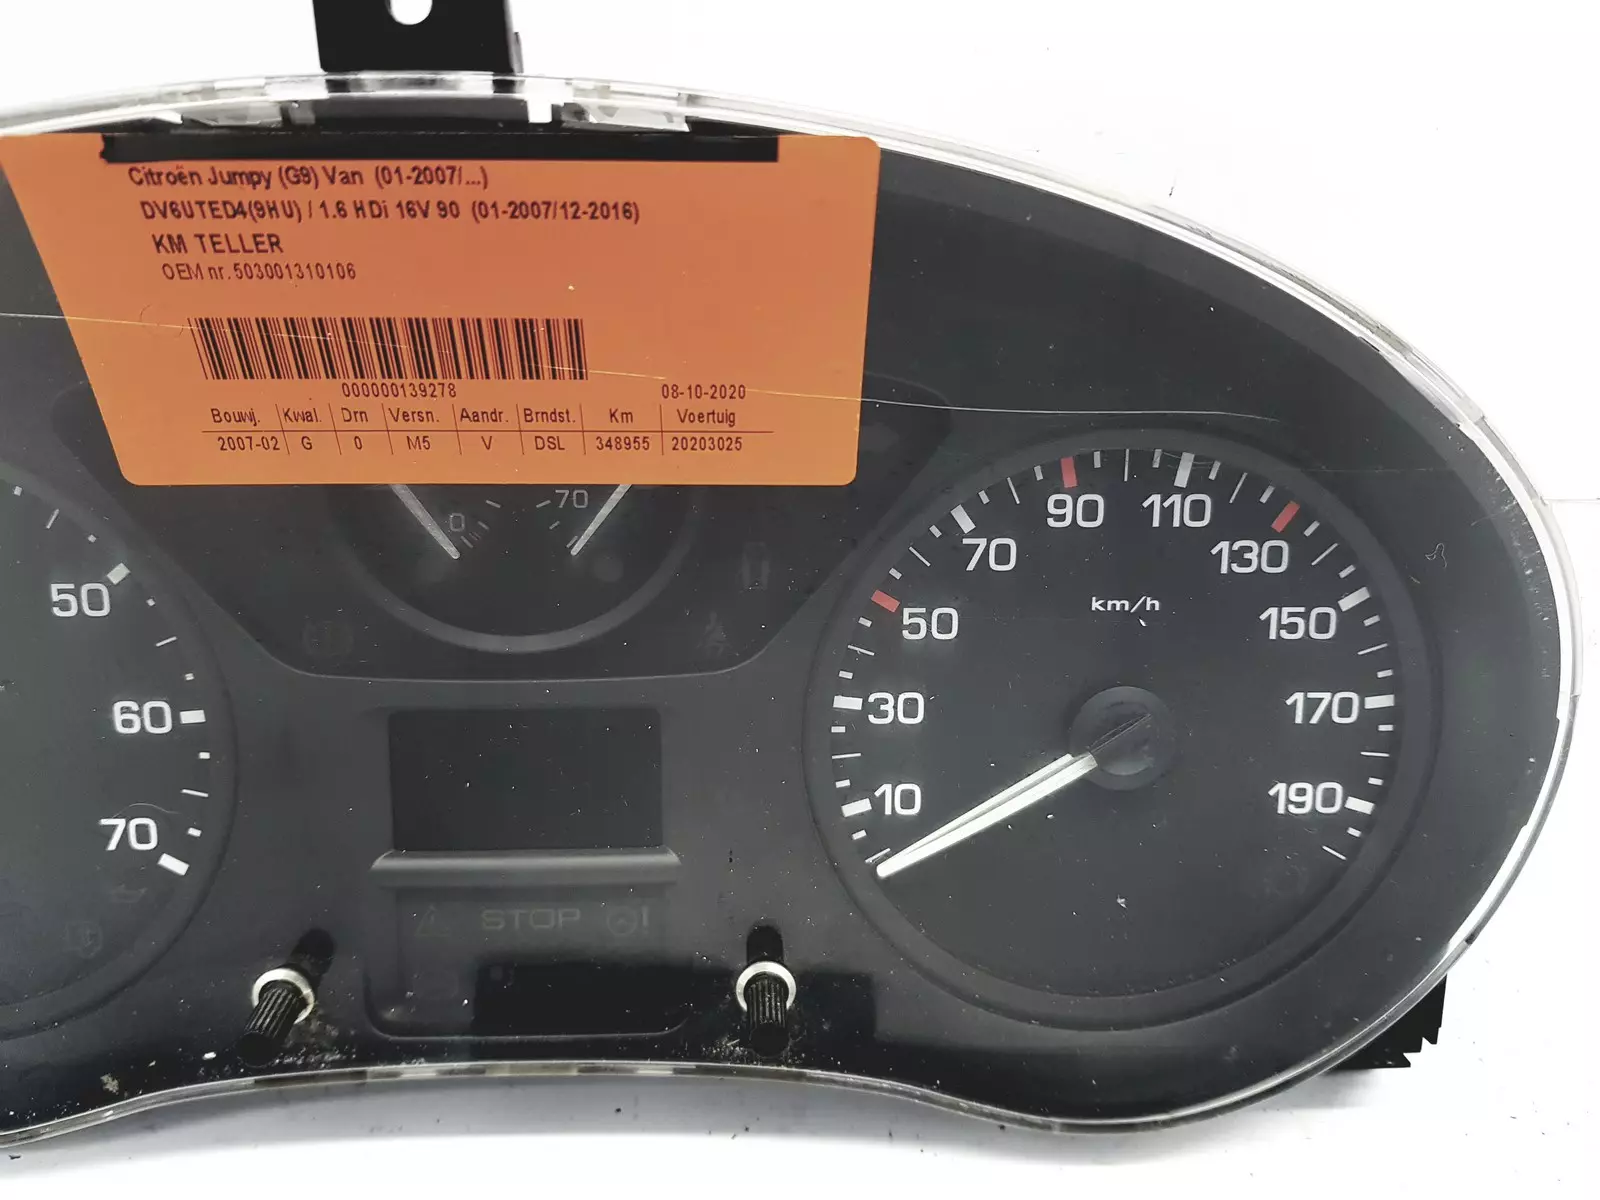 Citroën Jumpy (G9) Van (01-2007/...)
DV6UTED4(9HU) / 1.6 HDi 16V 90 (01-2007/12-2016)
KM TELLER
OEM nr. 503001310106
000000139278 08-10-2020
Bouwj. Kwal. Drn Versn. Aandr. Brndst. Km Voertuig
2007-02 G 0 M5 V DSL 348955 20203025
0 70
50
60
70
10
30
50
70
90
110
130
150
170
190
km/h
STOP